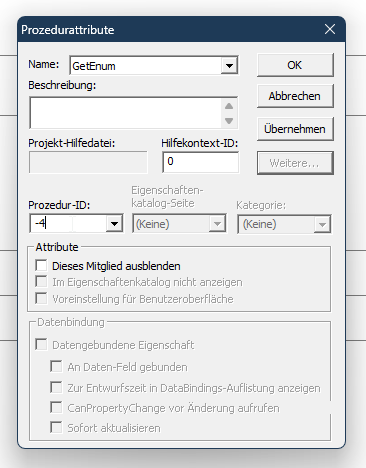 Prozedurattribute
Name: GetEnum OK
Beschreibung: Abbrechen
Übernehmen
Projekt-Hilfedatei: Hilfekontext-ID:
0 Weitere...
Prozedur-ID: Eigenschaften-
katalog-Seite Kategorie:
-4 (Keine) (Keine)
Attribute
Dieses Mitglied ausblenden
Im Eigenschaftenkatalog nicht anzeigen
Voreinstellung für Benutzeroberfläche
Datenbindung
Datengebundene Eigenschaft
An Daten-Feld gebunden
Zur Entwurfszeit in DataBindings-Auflistung anzeigen
CanPropertyChange vor Änderung aufrufen
Sofort aktualisieren